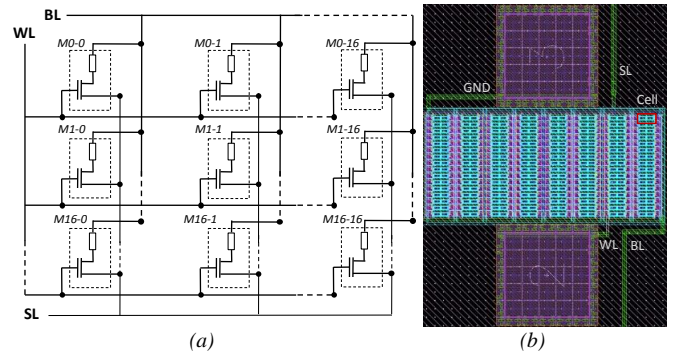 BL
WL
M0-0 M0-1 M0-16
M1-0 M1-1 M1-16
M16-0 M16-1 M16-16
SL
(a)
SL
GND
Cell
WL BL
(b)